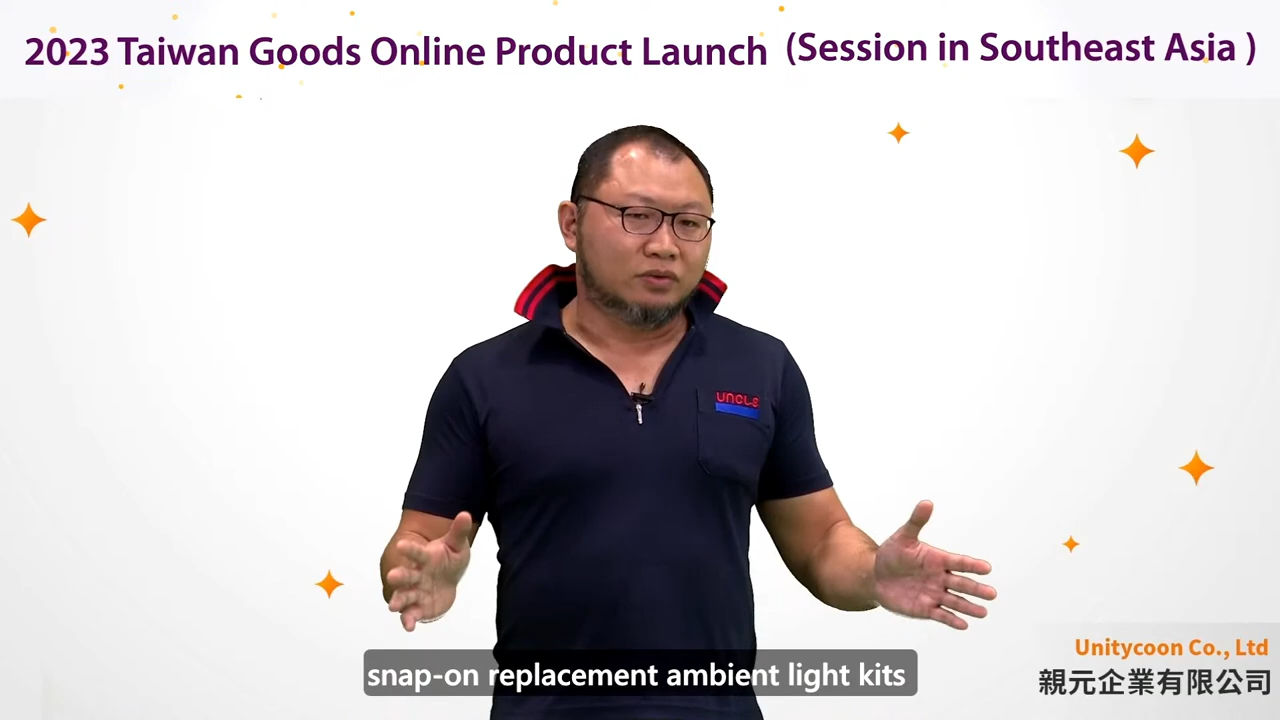 2023 Taiwan Goods Online Product Launch (Session in Southeast Asia )
UNCLE
snap-on replacement ambient light kits
Unitycoon Co., Ltd
親元企業有限公司